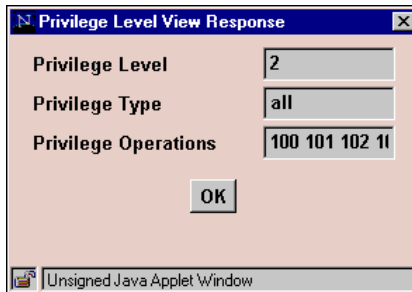 Privilege Level View Response
Privilege Level 2
Privilege Type all
Privilege Operations 100 101 102
OK
Unsigned Java Applet Window